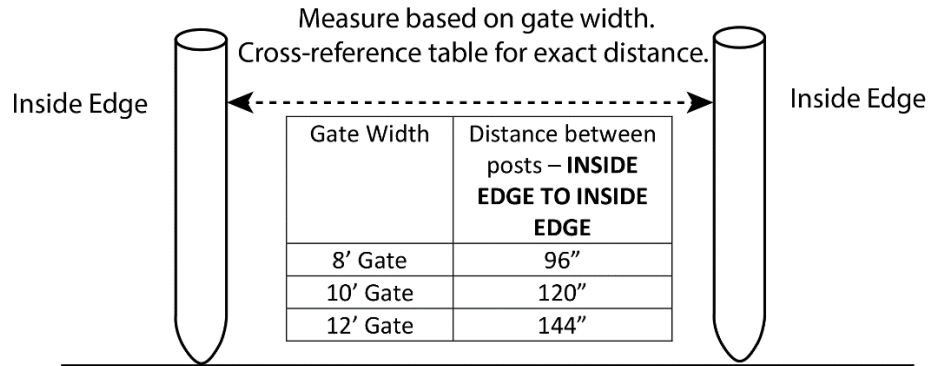 Measure based on gate width.
Cross-reference table for exact distance.
Inside Edge
Inside Edge
Gate Width
Distance between
posts – INSIDE
EDGE TO INSIDE
EDGE
8’ Gate 96”
10’ Gate 120”
12’ Gate 144”